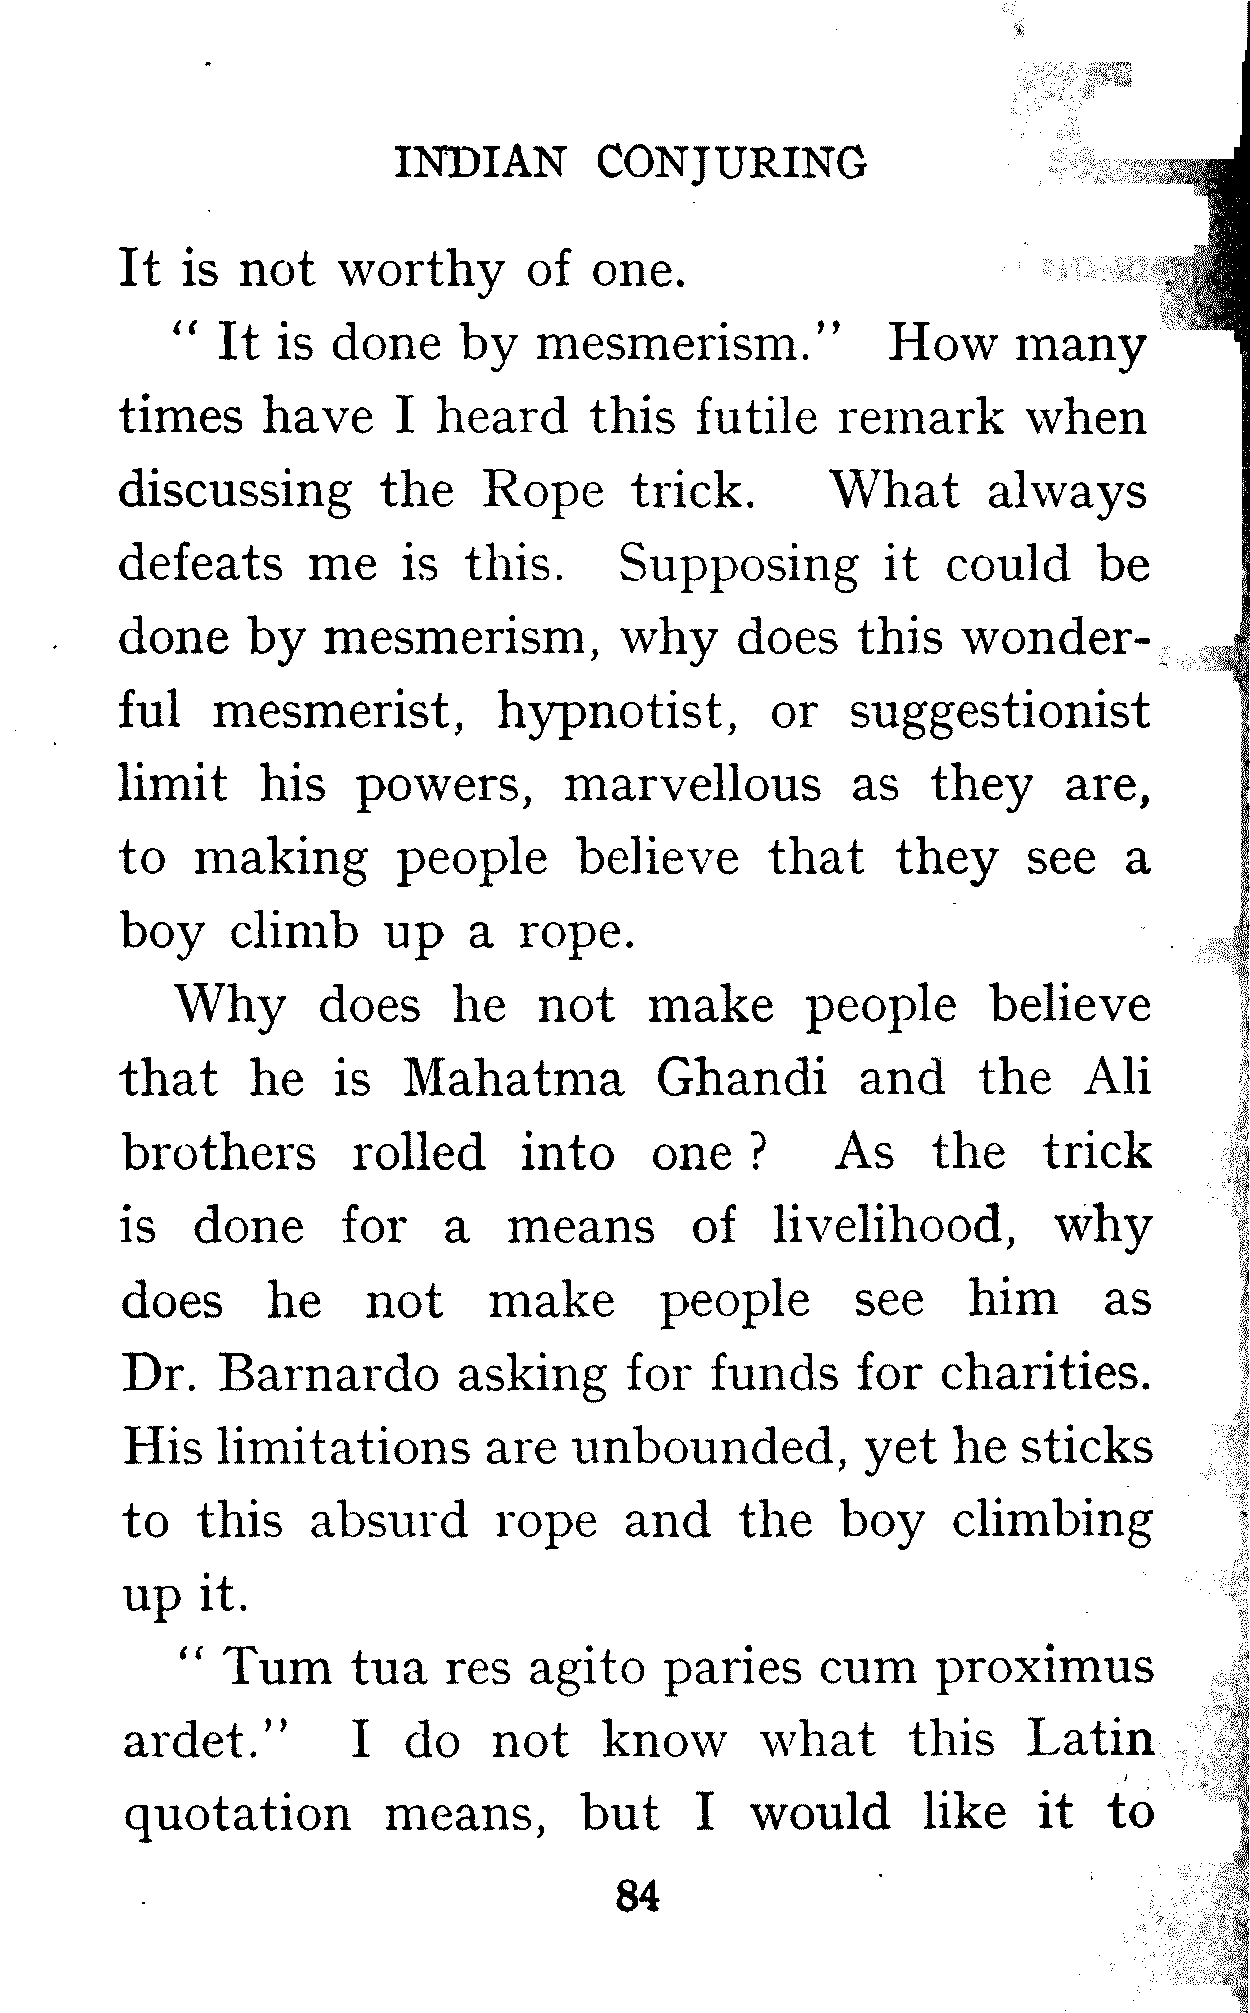 INDIAN CONJURING
It is not worthy of one.
“ It is done by mesmerism.” How many
times have I heard this futile remark when
discussing the Rope trick. What always
defeats me is this. Supposing it could be
done by mesmerism, why does this wonder-
ful mesmerist, hypnotist, or suggestionist
limit his powers, marvellous as they are,
to making people believe that they see a
boy climb up a rope.
Why does he not make people believe
that he is Mahatma Ghandi and the Ali
brothers rolled into one ? As the trick
is done for a means of livelihood, why
does he not make people see him as
Dr. Barnardo asking for funds for charities.
His limitations are unbounded, yet he sticks
to this absurd rope and the boy climbing
up it.
“ Tum tua res agito paries cum proximus
ardet.” I do not know what this Latin
quotation means, but I would like it to
84